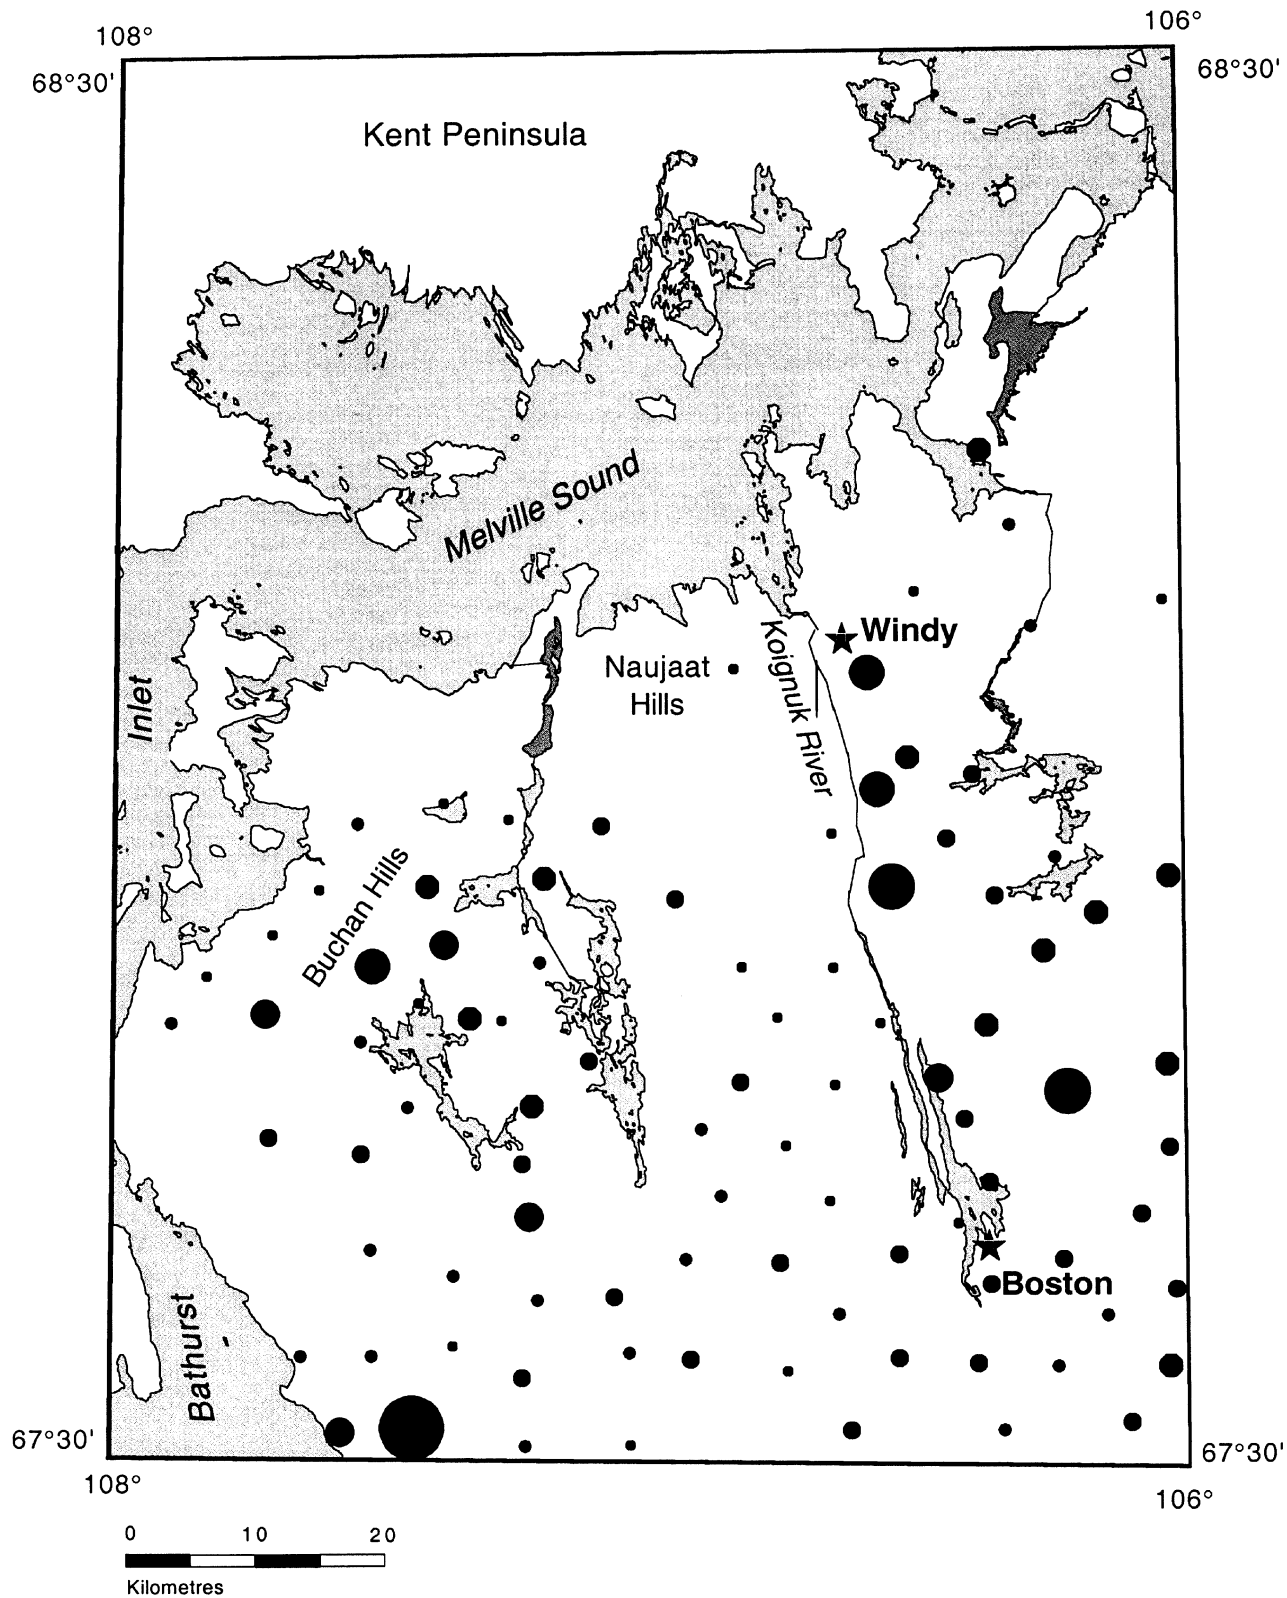 108°
106°
68°30'
68°30'
Kent Peninsula
Melville Sound
Windy
Naujaat
Hills
Koignuk River
Inlet
Buchan Hills
Boston
Bathurst
67°30'
67°30'
108°
106°
0 10 20
Kilometres